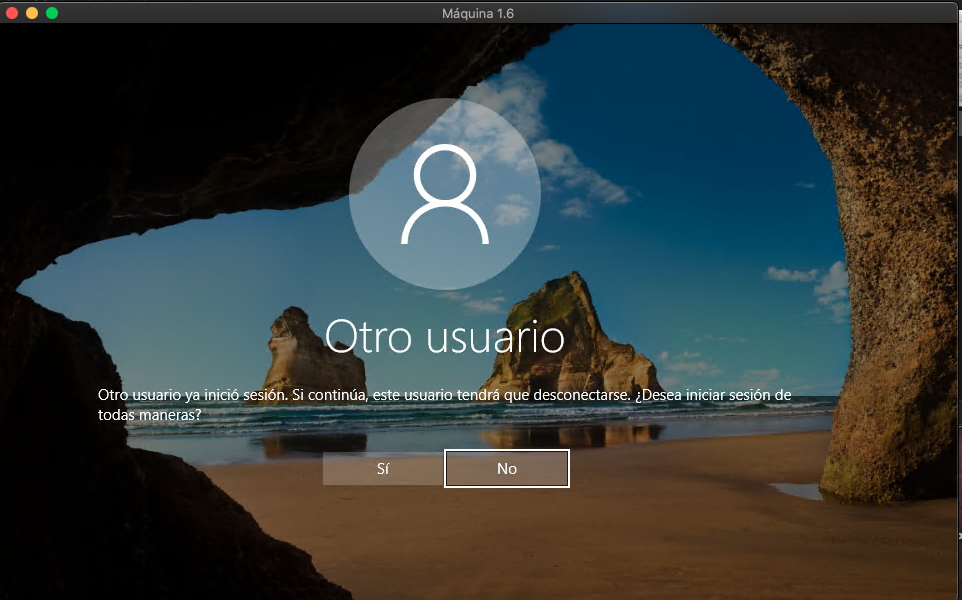 Máquina 1.6
Otro usuario
Otro usuario ya inició sesión. Si continúa, este usuario tendrá que desconectarse. ¿Desea iniciar sesión de
todas maneras?
Sí
No